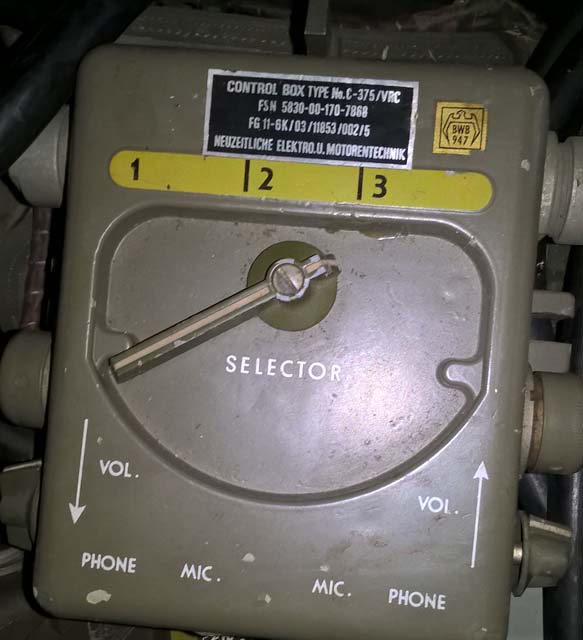 CONTROL BOX TYPE No. C-375/VRC
FSN 5830-00-170-7868
FG 11-6K/03/11853/002/5
NEUZEITLICHE ELEKTRO.U. MOTORENTECHNIK
BWB
947
1 2 3
SELECTOR
VOL.
VOL.
PHONE MIC. MIC. PHONE